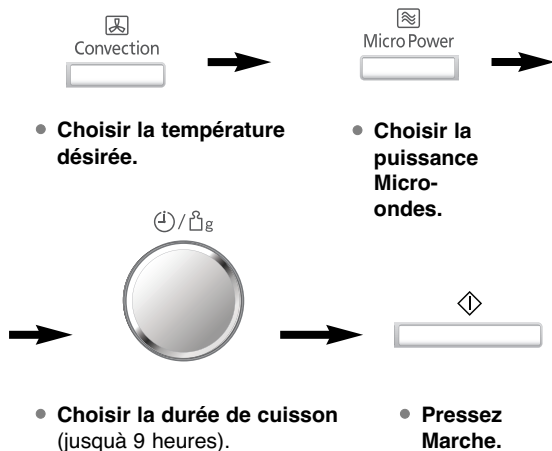 Convection
Micro Power
• Choisir la température
désirée.
• Choisir la
puissance
Micro-
ondes.
/ g
• Choisir la durée de cuisson
(jusquà 9 heures).
• Pressez
Marche.